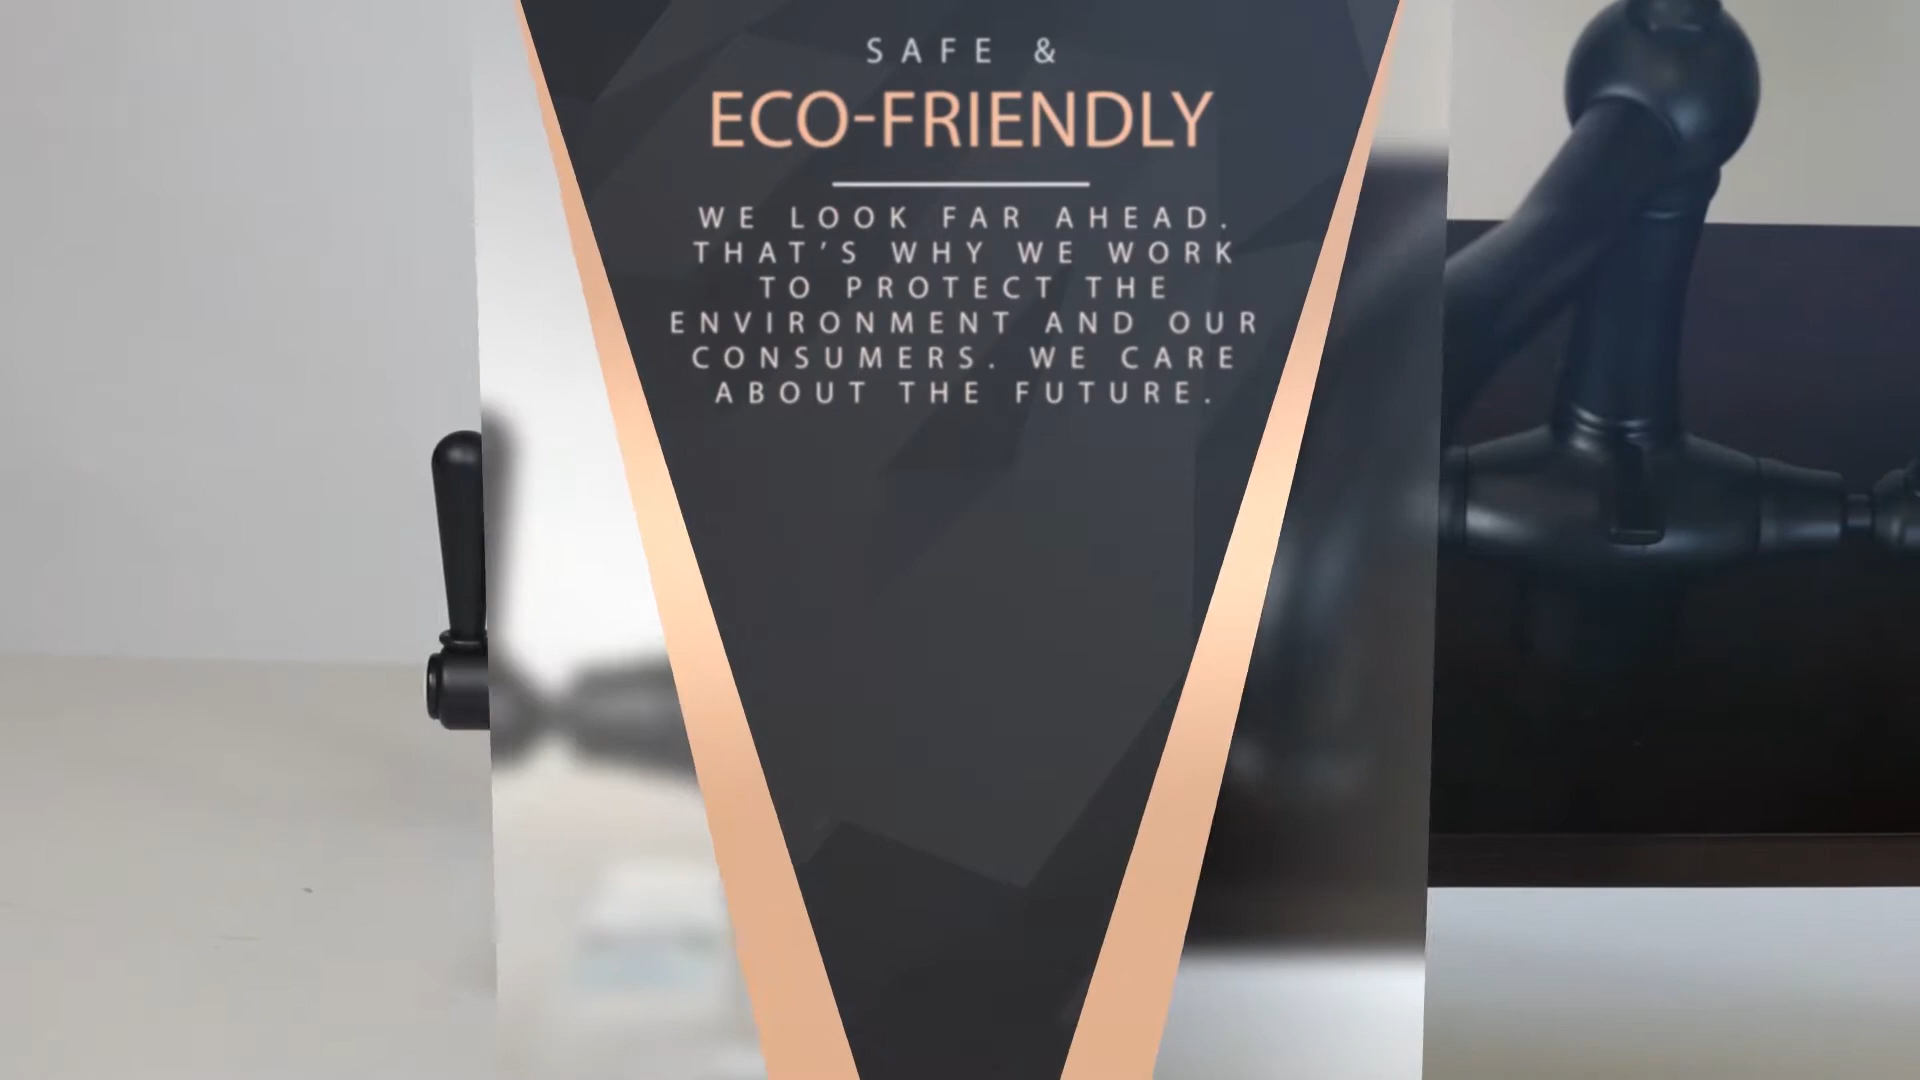 SAFE &
ECO-FRIENDLY
WE LOOK FAR AHEAD.
THAT'S WHY WE WORK
TO PROTECT THE
ENVIRONMENT AND OUR
CONSUMERS. WE CARE
ABOUT THE FUTURE.